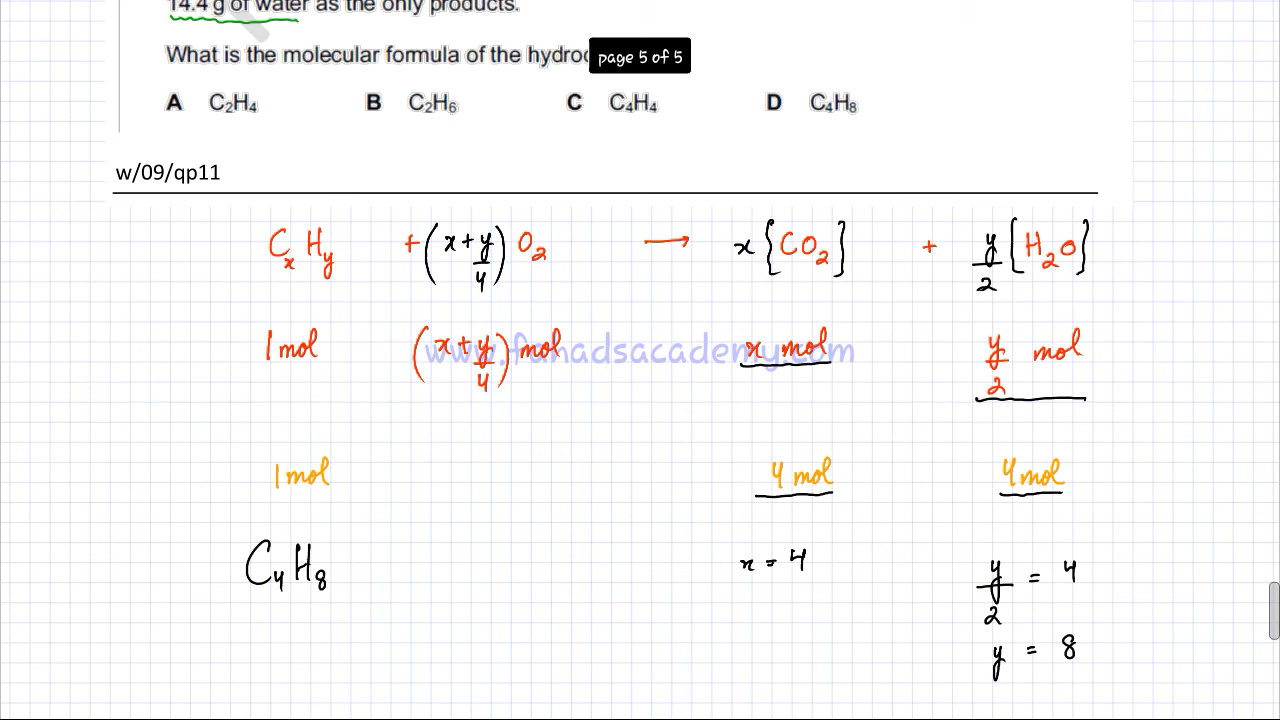 14.4 g of water as the only products.
What is the molecular formula of the hydroc
page 5 of 5
A C₂H₄ B C₂H₆ C C₄H₄ D C₄H₈
w/09/qp11
CₓHᵧ + (x + y/4) O₂ → x[CO₂] + y/2 [H₂O]
1 mol (x + y/4) mol x mol y/2 mol
www.fahadsacademy.com
1 mol 4 mol 4 mol
C₄H₈ x = 4 y/2 = 4
y = 8